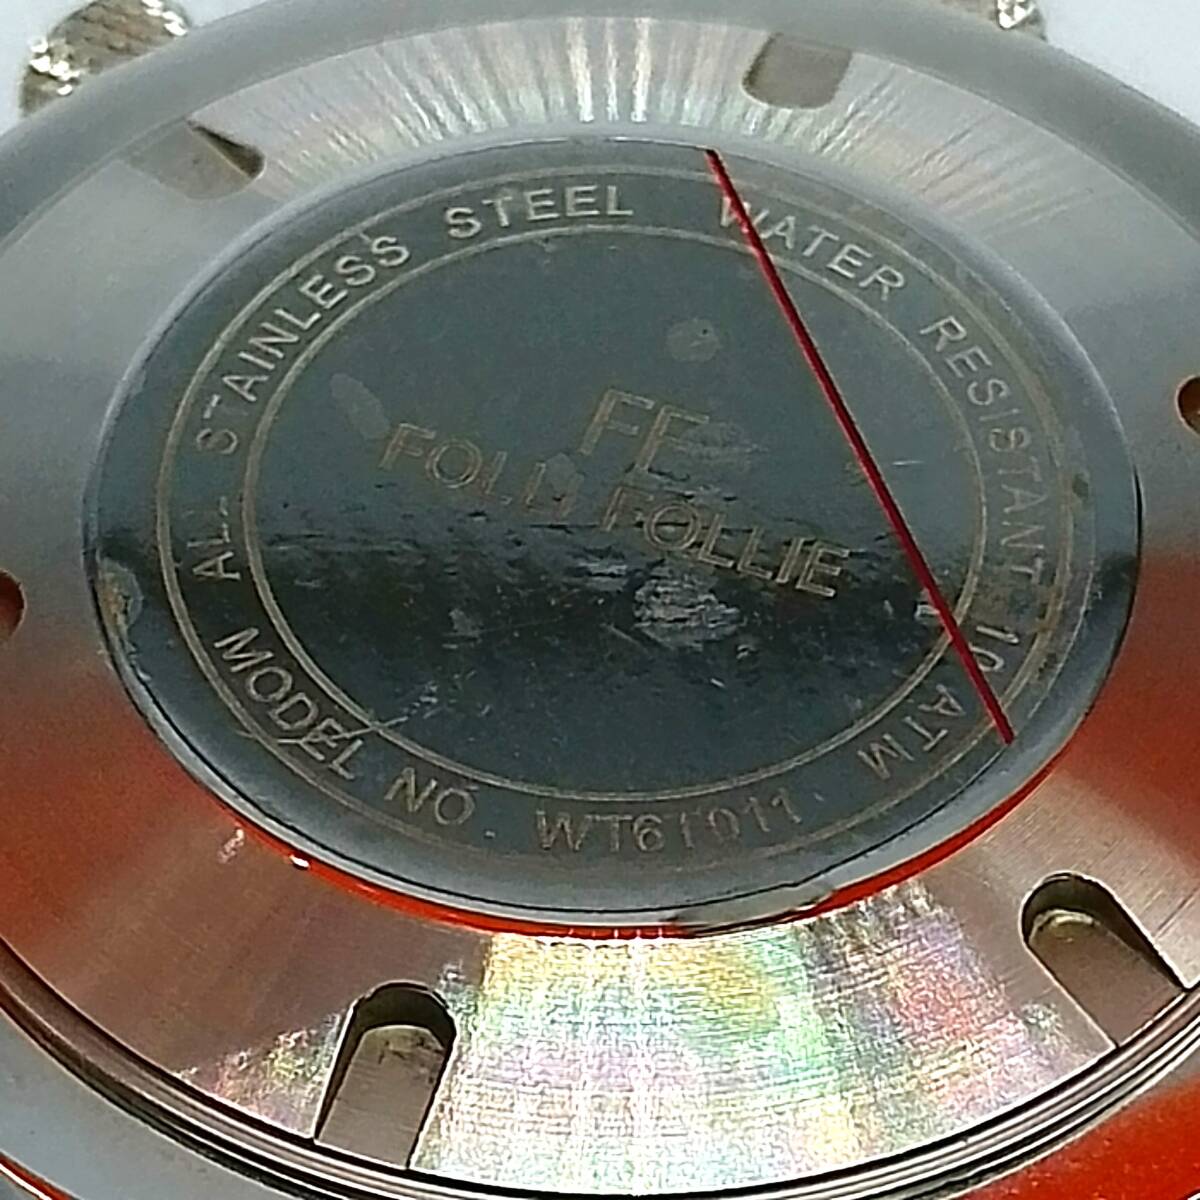 ALL STAINLESS STEEL WATER RESISTANT 10 ATM
MODEL NO. WT61011
FF
FOLLI FOLLIE